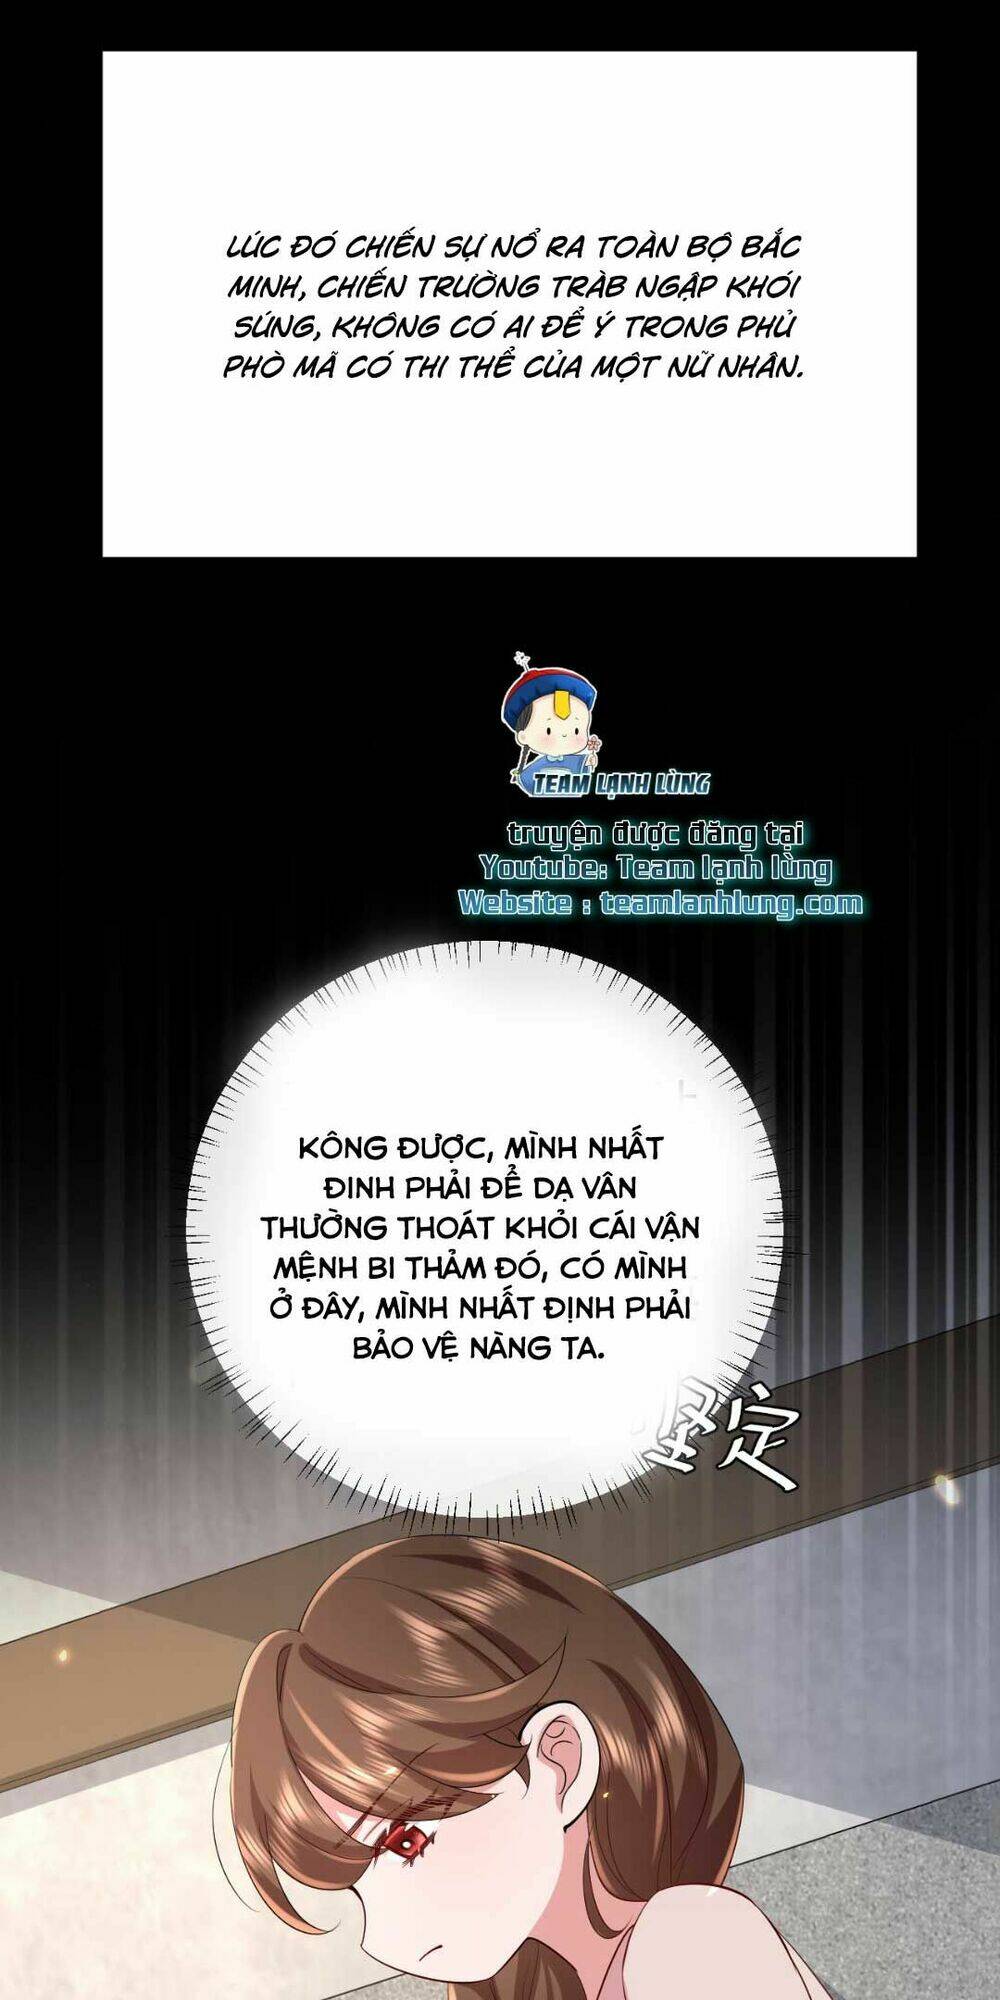 LÚC ĐÓ CHIẾN SỰ NỔ RA TOÀN BỘ BẮC
MINH, CHIẾN TRƯỜNG TRÀB NGẬP KHÓI
SÚNG, KHÔNG CÓ AI ĐỂ Ý TRONG PHỦ
PHÒ MÃ CÓ THI THỂ CỦA MỘT NỮ NHÂN.
TEAM LẠNH LÙNG
truyện được đăng tại
Youtube: Team lạnh lùng
Website : teamlanhlung.com
KÔNG ĐƯỢC, MÌNH NHẤT
ĐINH PHẢI ĐỂ DẠ VÂN
THƯỜNG THOÁT KHỎI CÁI VẬN
MỆNH BI THẢM ĐÓ, CÓ MÌNH
Ở ĐÂY, MÌNH NHẤT ĐỊNH PHẢI
BẢO VỆ NÀNG TA.
定